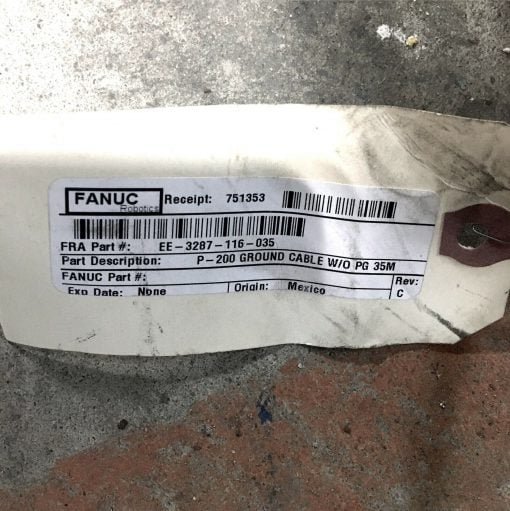 FANUC Robotics Receipt: 751353
FRA Part #: EE-3287-116-035
Part Description: P-200 GROUND CABLE W/O PG 35M
FANUC Part #: Rev:
Exp Date: None Origin: Mexico C